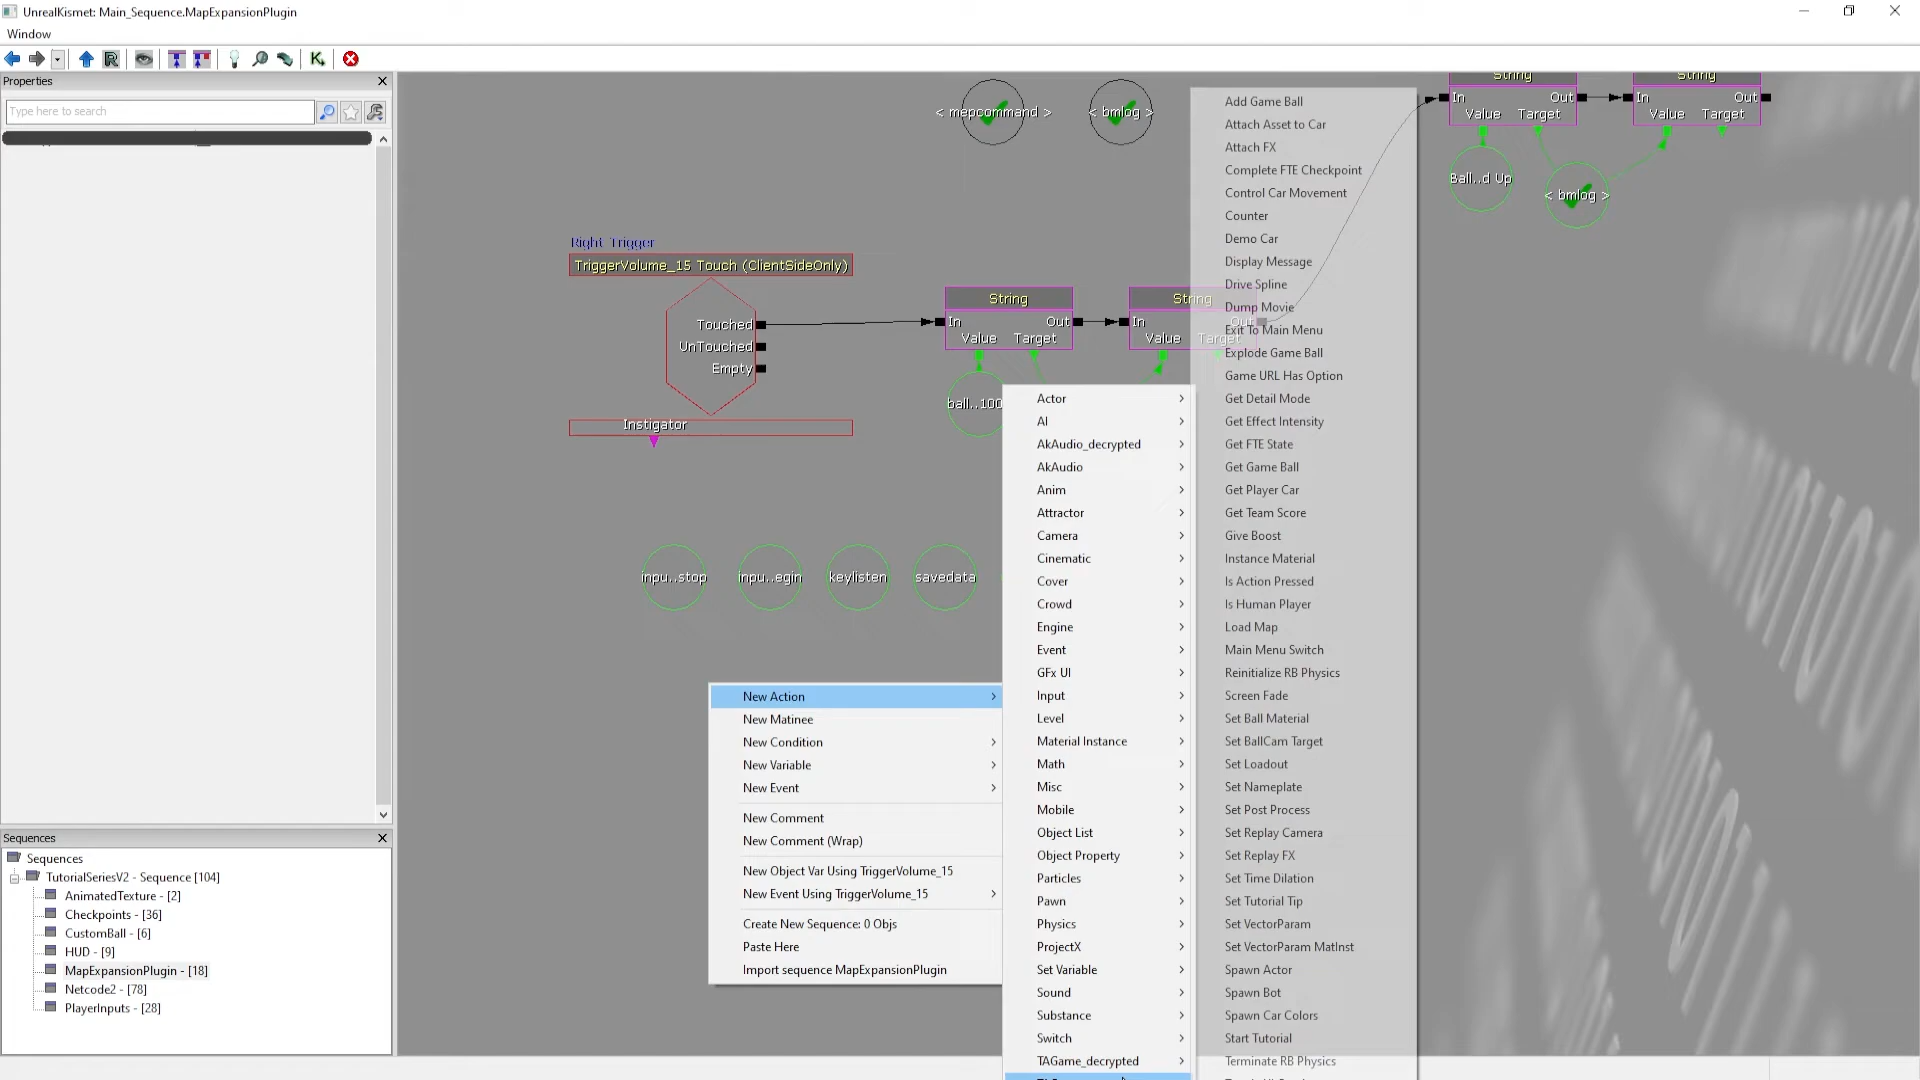 UnrealKismet: Main_Sequence.MapExpansionPlugin
Window
Properties
Type here to search
Sequences
Sequences
TutorialSeriesV2 - Sequence [104]
AnimatedTexture - [2]
Checkpoints - [36]
CustomBall - [6]
HUD - [9]
MapExpansionPlugin - [18]
Netcode2 - [78]
PlayerInputs - [28]
< mepcommand >
< bmlog >
String
In Out
Value Target
String
In Out
Value Target
Ball..d Up
< bmlog >
Right Trigger
TriggerVolume_15 Touch (ClientSideOnly)
Touched
UnTouched
Empty
Instigator
String
In Out
Value Target
String
In Out
Value Target
ball..100
inpu..stop
inpu..egin
keylisten
savedata
New Action
New Matinee
New Condition
New Variable
New Event
New Comment
New Comment (Wrap)
New Object Var Using TriggerVolume_15
New Event Using TriggerVolume_15
Create New Sequence: 0 Objs
Paste Here
Import sequence MapExpansionPlugin
Actor
AI
AkAudio_decrypted
AkAudio
Anim
Attractor
Camera
Cinematic
Cover
Crowd
Engine
Event
GFx UI
Input
Level
Material Instance
Math
Misc
Mobile
Object List
Object Property
Particles
Pawn
Physics
ProjectX
Set Variable
Sound
Substance
Switch
TAGame_decrypted
Add Game Ball
Attach Asset to Car
Attach FX
Complete FTE Checkpoint
Control Car Movement
Counter
Demo Car
Display Message
Drive Spline
Dump Movie
Exit To Main Menu
Explode Game Ball
Game URL Has Option
Get Detail Mode
Get Effect Intensity
Get FTE State
Get Game Ball
Get Player Car
Get Team Score
Give Boost
Instance Material
Is Action Pressed
Is Human Player
Load Map
Main Menu Switch
Reinitialize RB Physics
Screen Fade
Set Ball Material
Set BallCam Target
Set Loadout
Set Nameplate
Set Post Process
Set Replay Camera
Set Replay FX
Set Time Dilation
Set Tutorial Tip
Set VectorParam
Set VectorParam MatInst
Spawn Actor
Spawn Bot
Spawn Car Colors
Start Tutorial
Terminate RB Physics